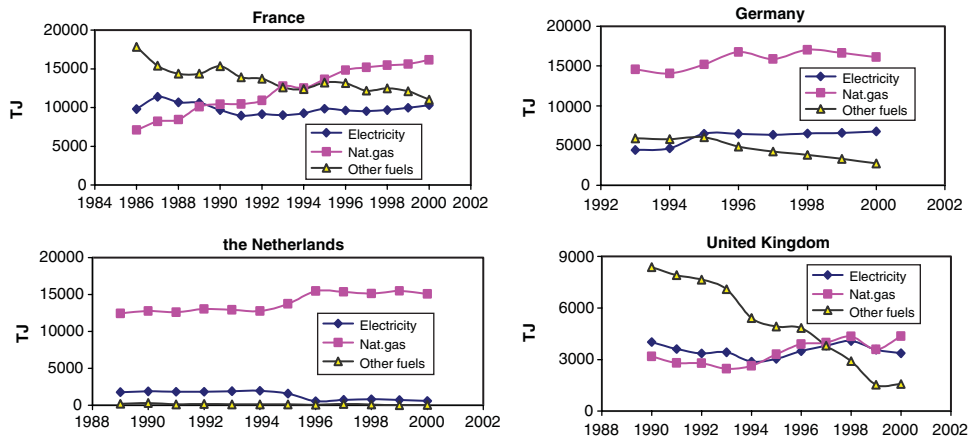 France
20000
15000
10000
5000
0
TJ
Electricity
Nat.gas
Other fuels
1984 1986 1988 1990 1992 1994 1996 1998 2000 2002
Germany
20000
15000
10000
5000
0
TJ
Electricity
Nat.gas
Other fuels
1992 1994 1996 1998 2000 2002
the Netherlands
20000
15000
10000
5000
0
TJ
Electricity
Nat.gas
Other fuels
1988 1990 1992 1994 1996 1998 2000 2002
United Kingdom
9000
6000
3000
0
TJ
Electricity
Nat.gas
Other fuels
1988 1990 1992 1994 1996 1998 2000 2002